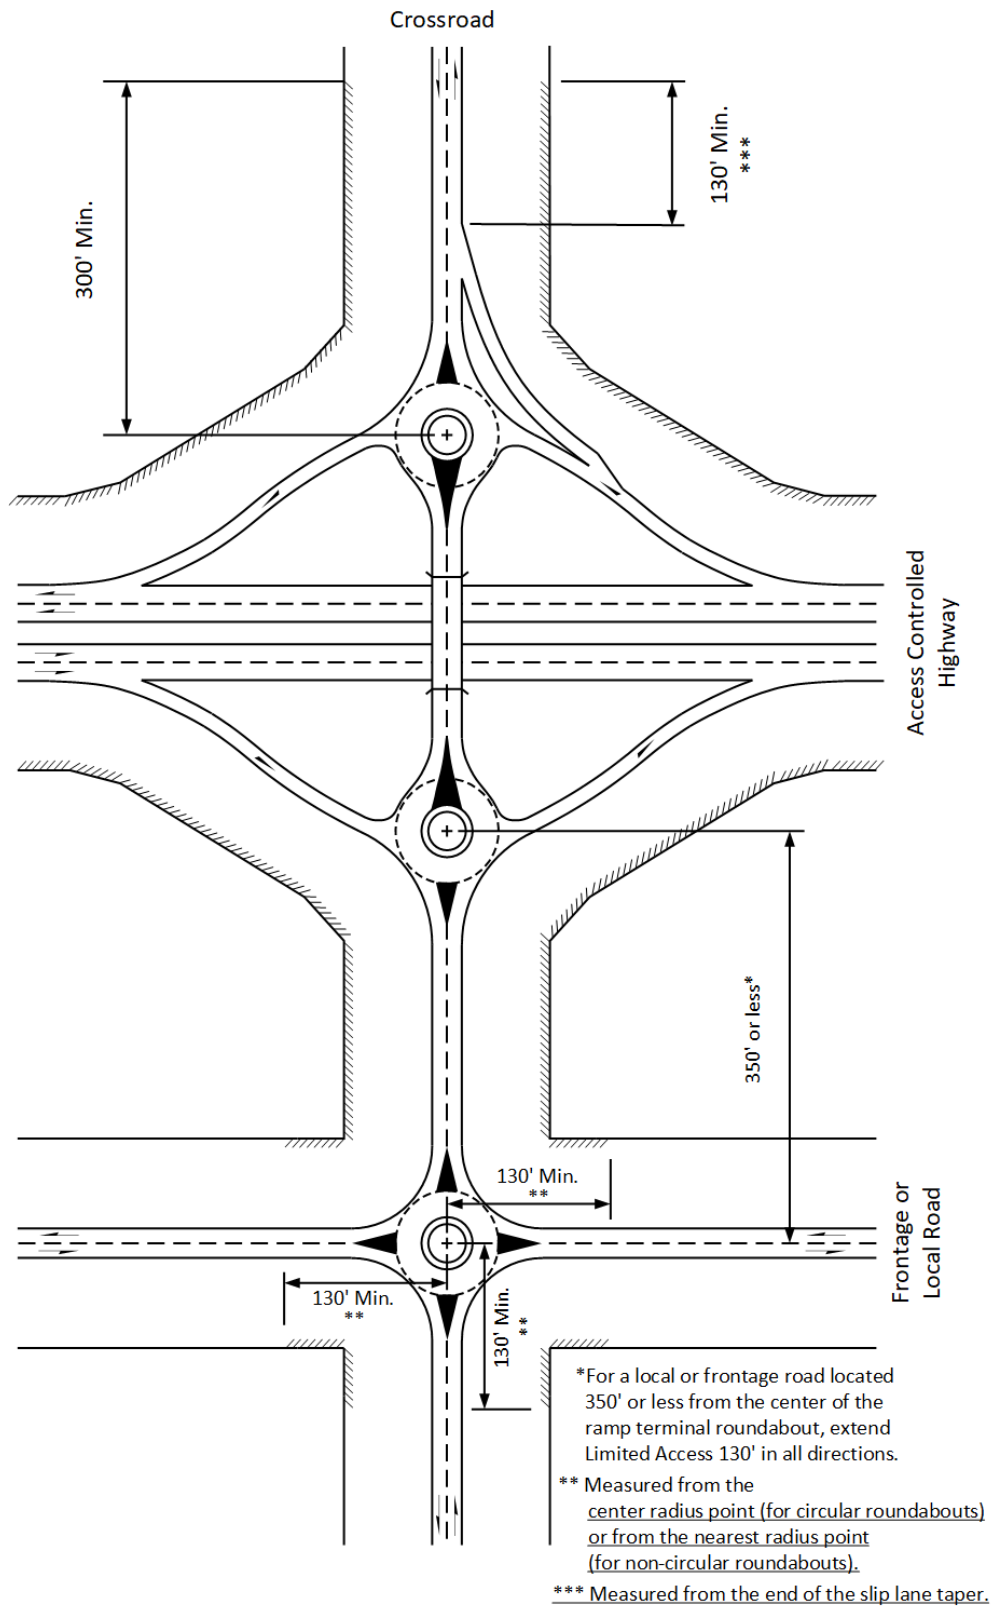 Crossroad
300' Min.
130' Min.
***
Access Controlled
Highway
350' or less*
130' Min.
**
Frontage or
Local Road
130' Min.
**
130' Min.
**
*For a local or frontage road located
350' or less from the center of the
ramp terminal roundabout, extend
Limited Access 130' in all directions.
** Measured from the
center radius point (for circular roundabouts)
or from the nearest radius point
(for non-circular roundabouts).
*** Measured from the end of the slip lane taper.